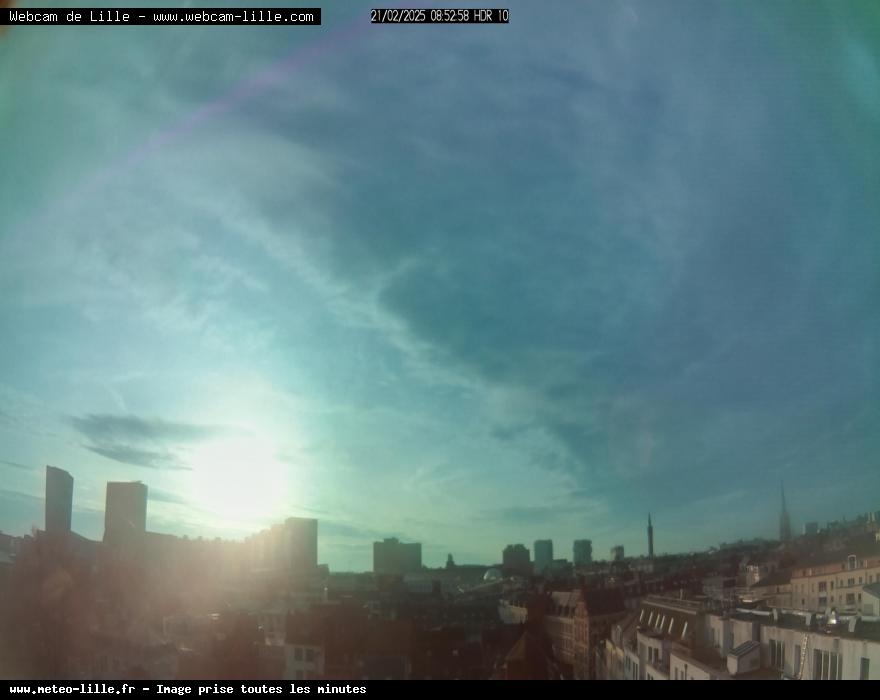 Webcam de Lille - www.webcam-lille.com
21/02/2025 08:52:58 HDR 10
www.meteo-lille.fr - Image prise toutes les minutes